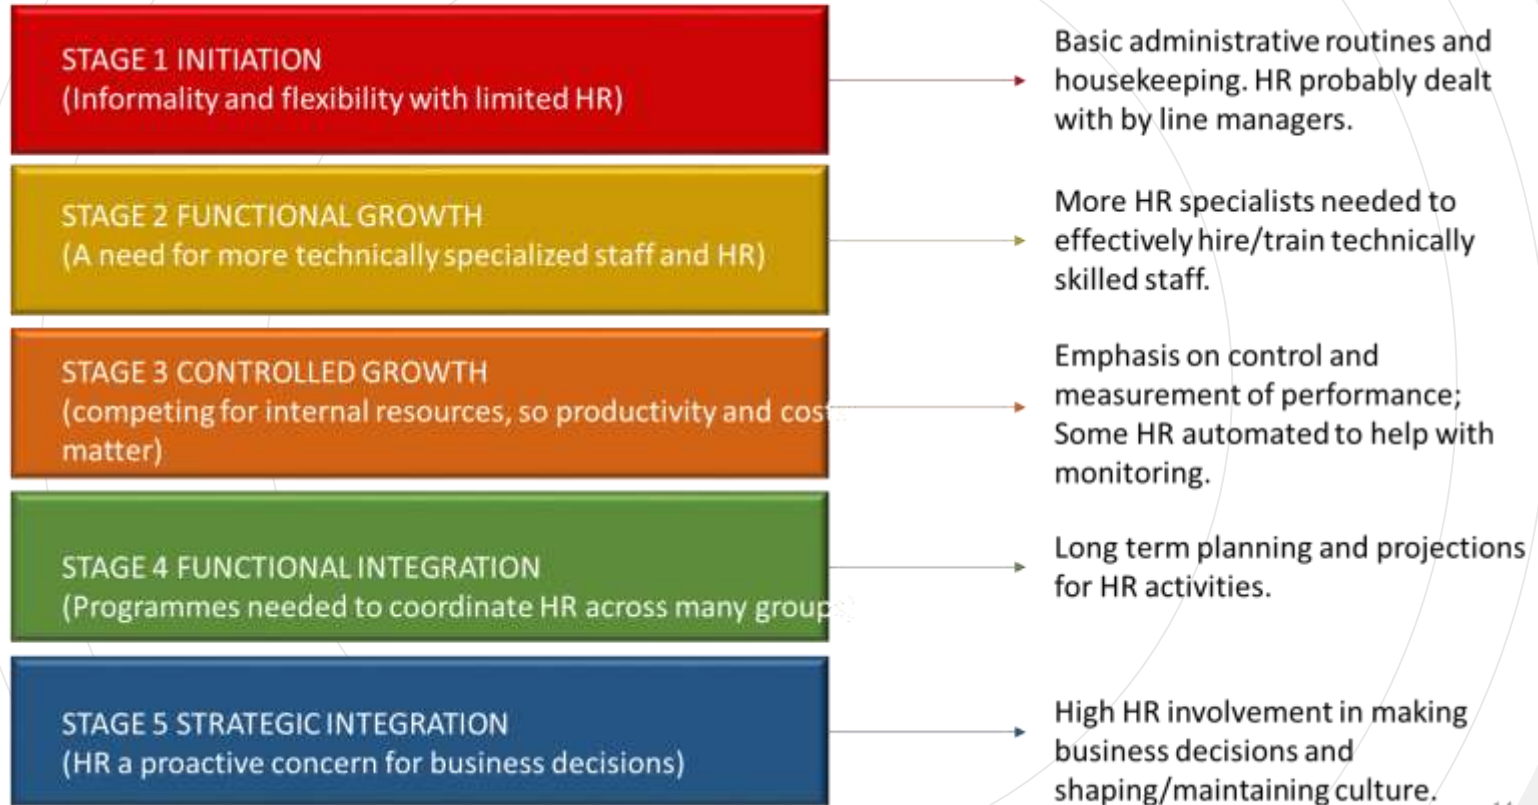 STAGE 1 INITIATION
(Informality and flexibility with limited HR)
Basic administrative routines and
housekeeping. HR probably dealt
with by line managers.
STAGE 2 FUNCTIONAL GROWTH
(A need for more technically specialized staff and HR)
More HR specialists needed to
effectively hire/train technically
skilled staff.
STAGE 3 CONTROLLED GROWTH
(competing for internal resources, so productivity and costs
matter)
Emphasis on control and
measurement of performance;
Some HR automated to help with
monitoring.
STAGE 4 FUNCTIONAL INTEGRATION
(Programmes needed to coordinate HR across many groups)
Long term planning and projections
for HR activities.
STAGE 5 STRATEGIC INTEGRATION
(HR a proactive concern for business decisions)
High HR involvement in making
business decisions and
shaping/maintaining culture.